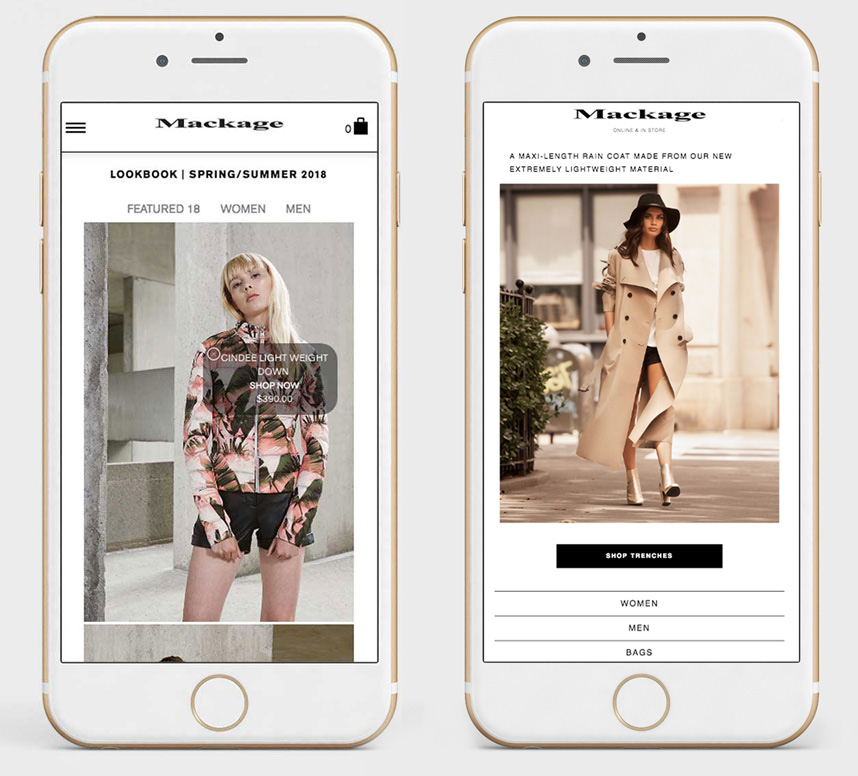 Mackage
0
LOOKBOOK | SPRING/SUMMER 2018
FEATURED 18 WOMEN MEN
CINDEE LIGHT WEIGHT
DOWN
SHOP NOW
$390.00
Mackage
ONLINE & IN STORE
A MAXI-LENGTH RAIN COAT MADE FROM OUR NEW
EXTREMELY LIGHTWEIGHT MATERIAL
SHOP TRENCHES
WOMEN
MEN
BAGS